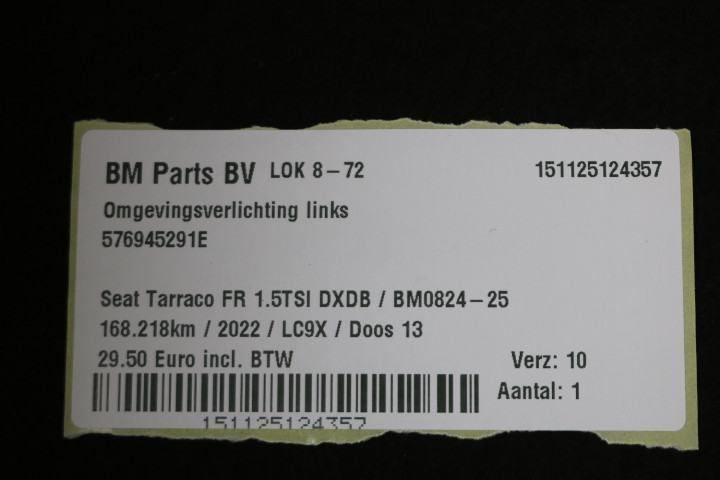 BM Parts BV LOK 8-72 151125124357
Omgevingsverlichting links
576945291E
Seat Tarraco FR 1.5TSI DXDB / BM0824-25
168.218km / 2022 / LC9X / Doos 13
29.50 Euro incl. BTW Verz: 10
Aantal: 1
151125124357